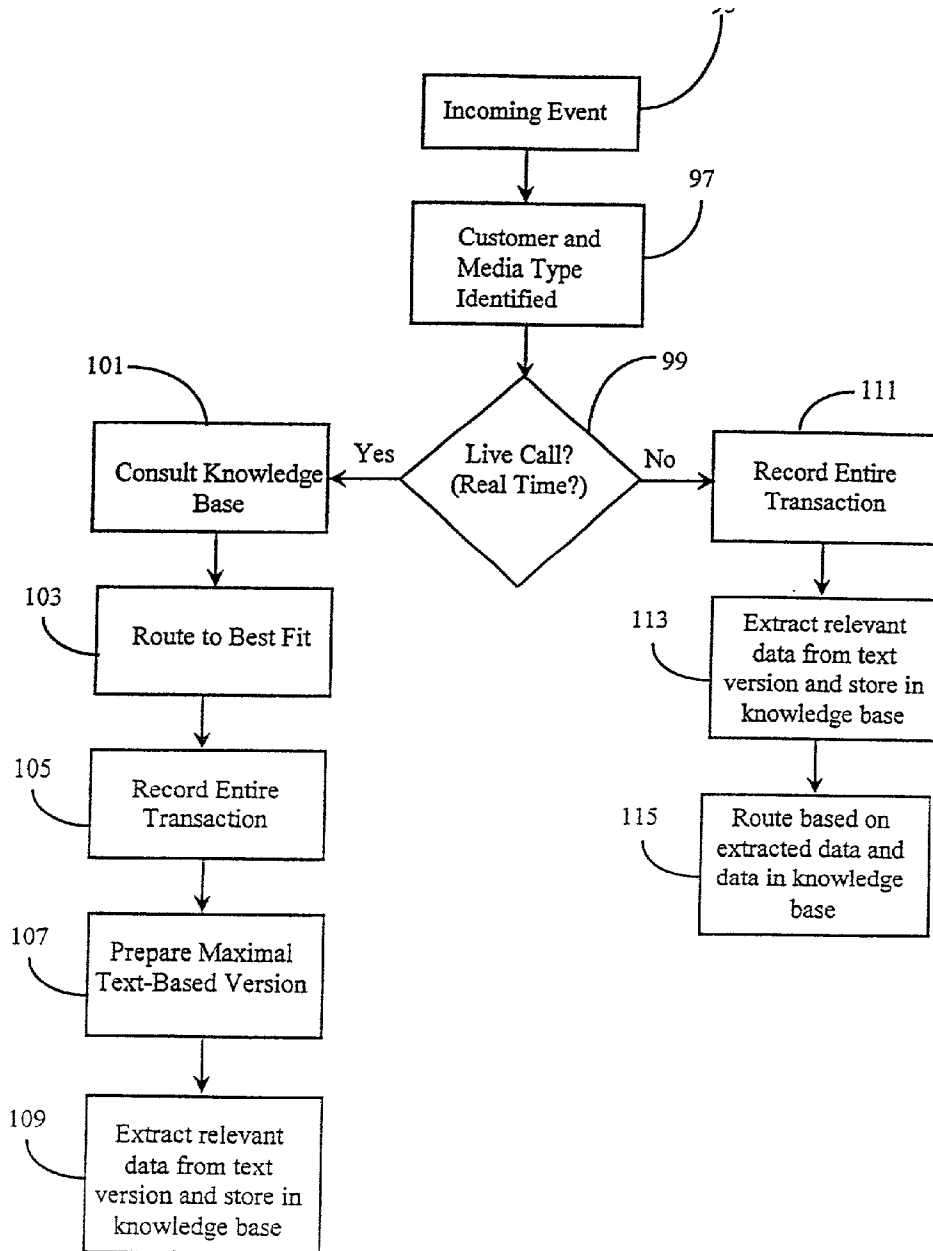 Incoming Event
97
Customer and
Media Type
Identified
99
Live Call?
(Real Time?)
Yes
No
101
Consult Knowledge
Base
103
Route to Best Fit
105
Record Entire
Transaction
107
Prepare Maximal
Text-Based Version
109
Extract relevant
data from text
version and store in
knowledge base
111
Record Entire
Transaction
113
Extract relevant
data from text
version and store in
knowledge base
115
Route based on
extracted data and
data in knowledge
base